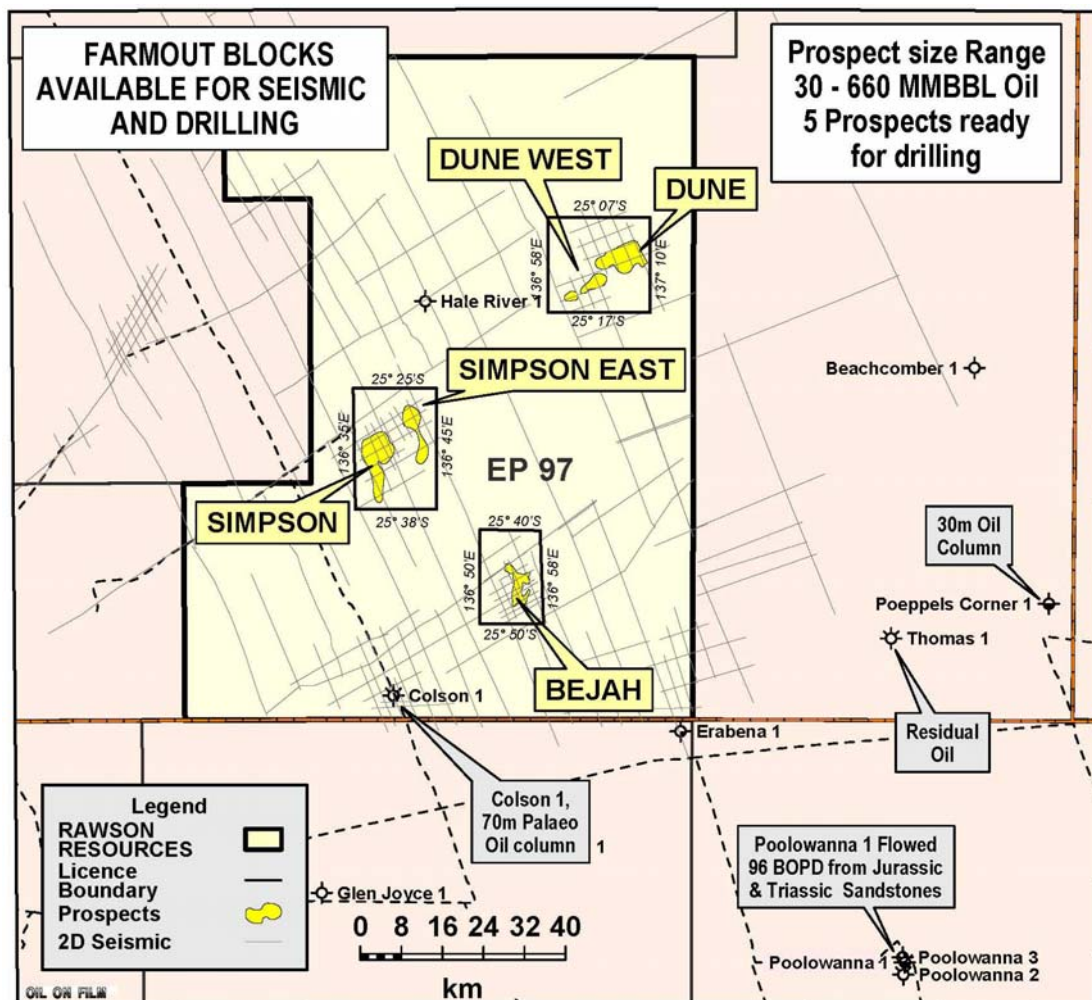 FARMOUT BLOCKS
AVAILABLE FOR SEISMIC
AND DRILLING
Prospect size Range
30 - 660 MMBBL Oil
5 Prospects ready
for drilling
DUNE WEST
DUNE
25° 07'S
136° 58'E
137° 10'E
25° 17'S
Hale River 1
Beachcomber 1
SIMPSON EAST
25° 25'S
136° 35'E
136° 45'E
25° 38'S
SIMPSON
EP 97
25° 40'S
136° 50'E
136° 58'E
25° 50'S
BEJAH
30m Oil
Column
Poeppels Corner 1
Thomas 1
Residual
Oil
Colson 1
Erabena 1
Colson 1,
70m Palaeo
Oil column
1
Legend
RAWSON
RESOURCES
Licence
Boundary
Prospects
2D Seismic
Glen Joyce 1
Poolowanna 1 Flowed
96 BOPD from Jurassic
& Triassic Sandstones
0 8 16 24 32 40
km
Poolowanna 1
Poolowanna 3
Poolowanna 2
OIL ON FILM